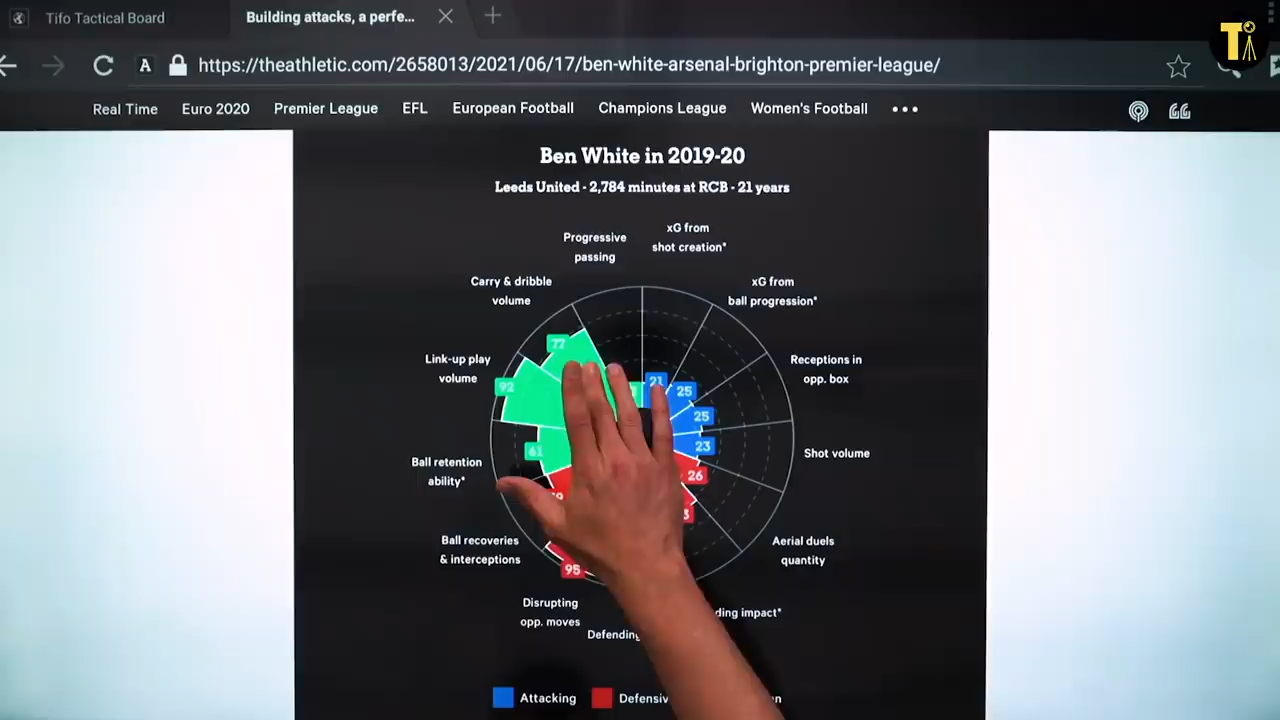 Tifo Tactical Board
Building attacks, a perfe...
https://theathletic.com/2658013/2021/06/17/ben-white-arsenal-brighton-premier-league/
Real Time
Euro 2020
Premier League
EFL
European Football
Champions League
Women's Football
Ben White in 2019-20
Leeds United - 2,784 minutes at RCB - 21 years
Progressive
passing
xG from
shot creation*
Carry & dribble
volume
xG from
ball progression*
Link-up play
volume
Receptions in
opp. box
Ball retention
ability*
Shot volume
Ball recoveries
& interceptions
Aerial duels
quantity
Disrupting
opp. moves
Defending
ding impact*
77
92
61
95
21
25
25
23
26
Attacking
Defensiv